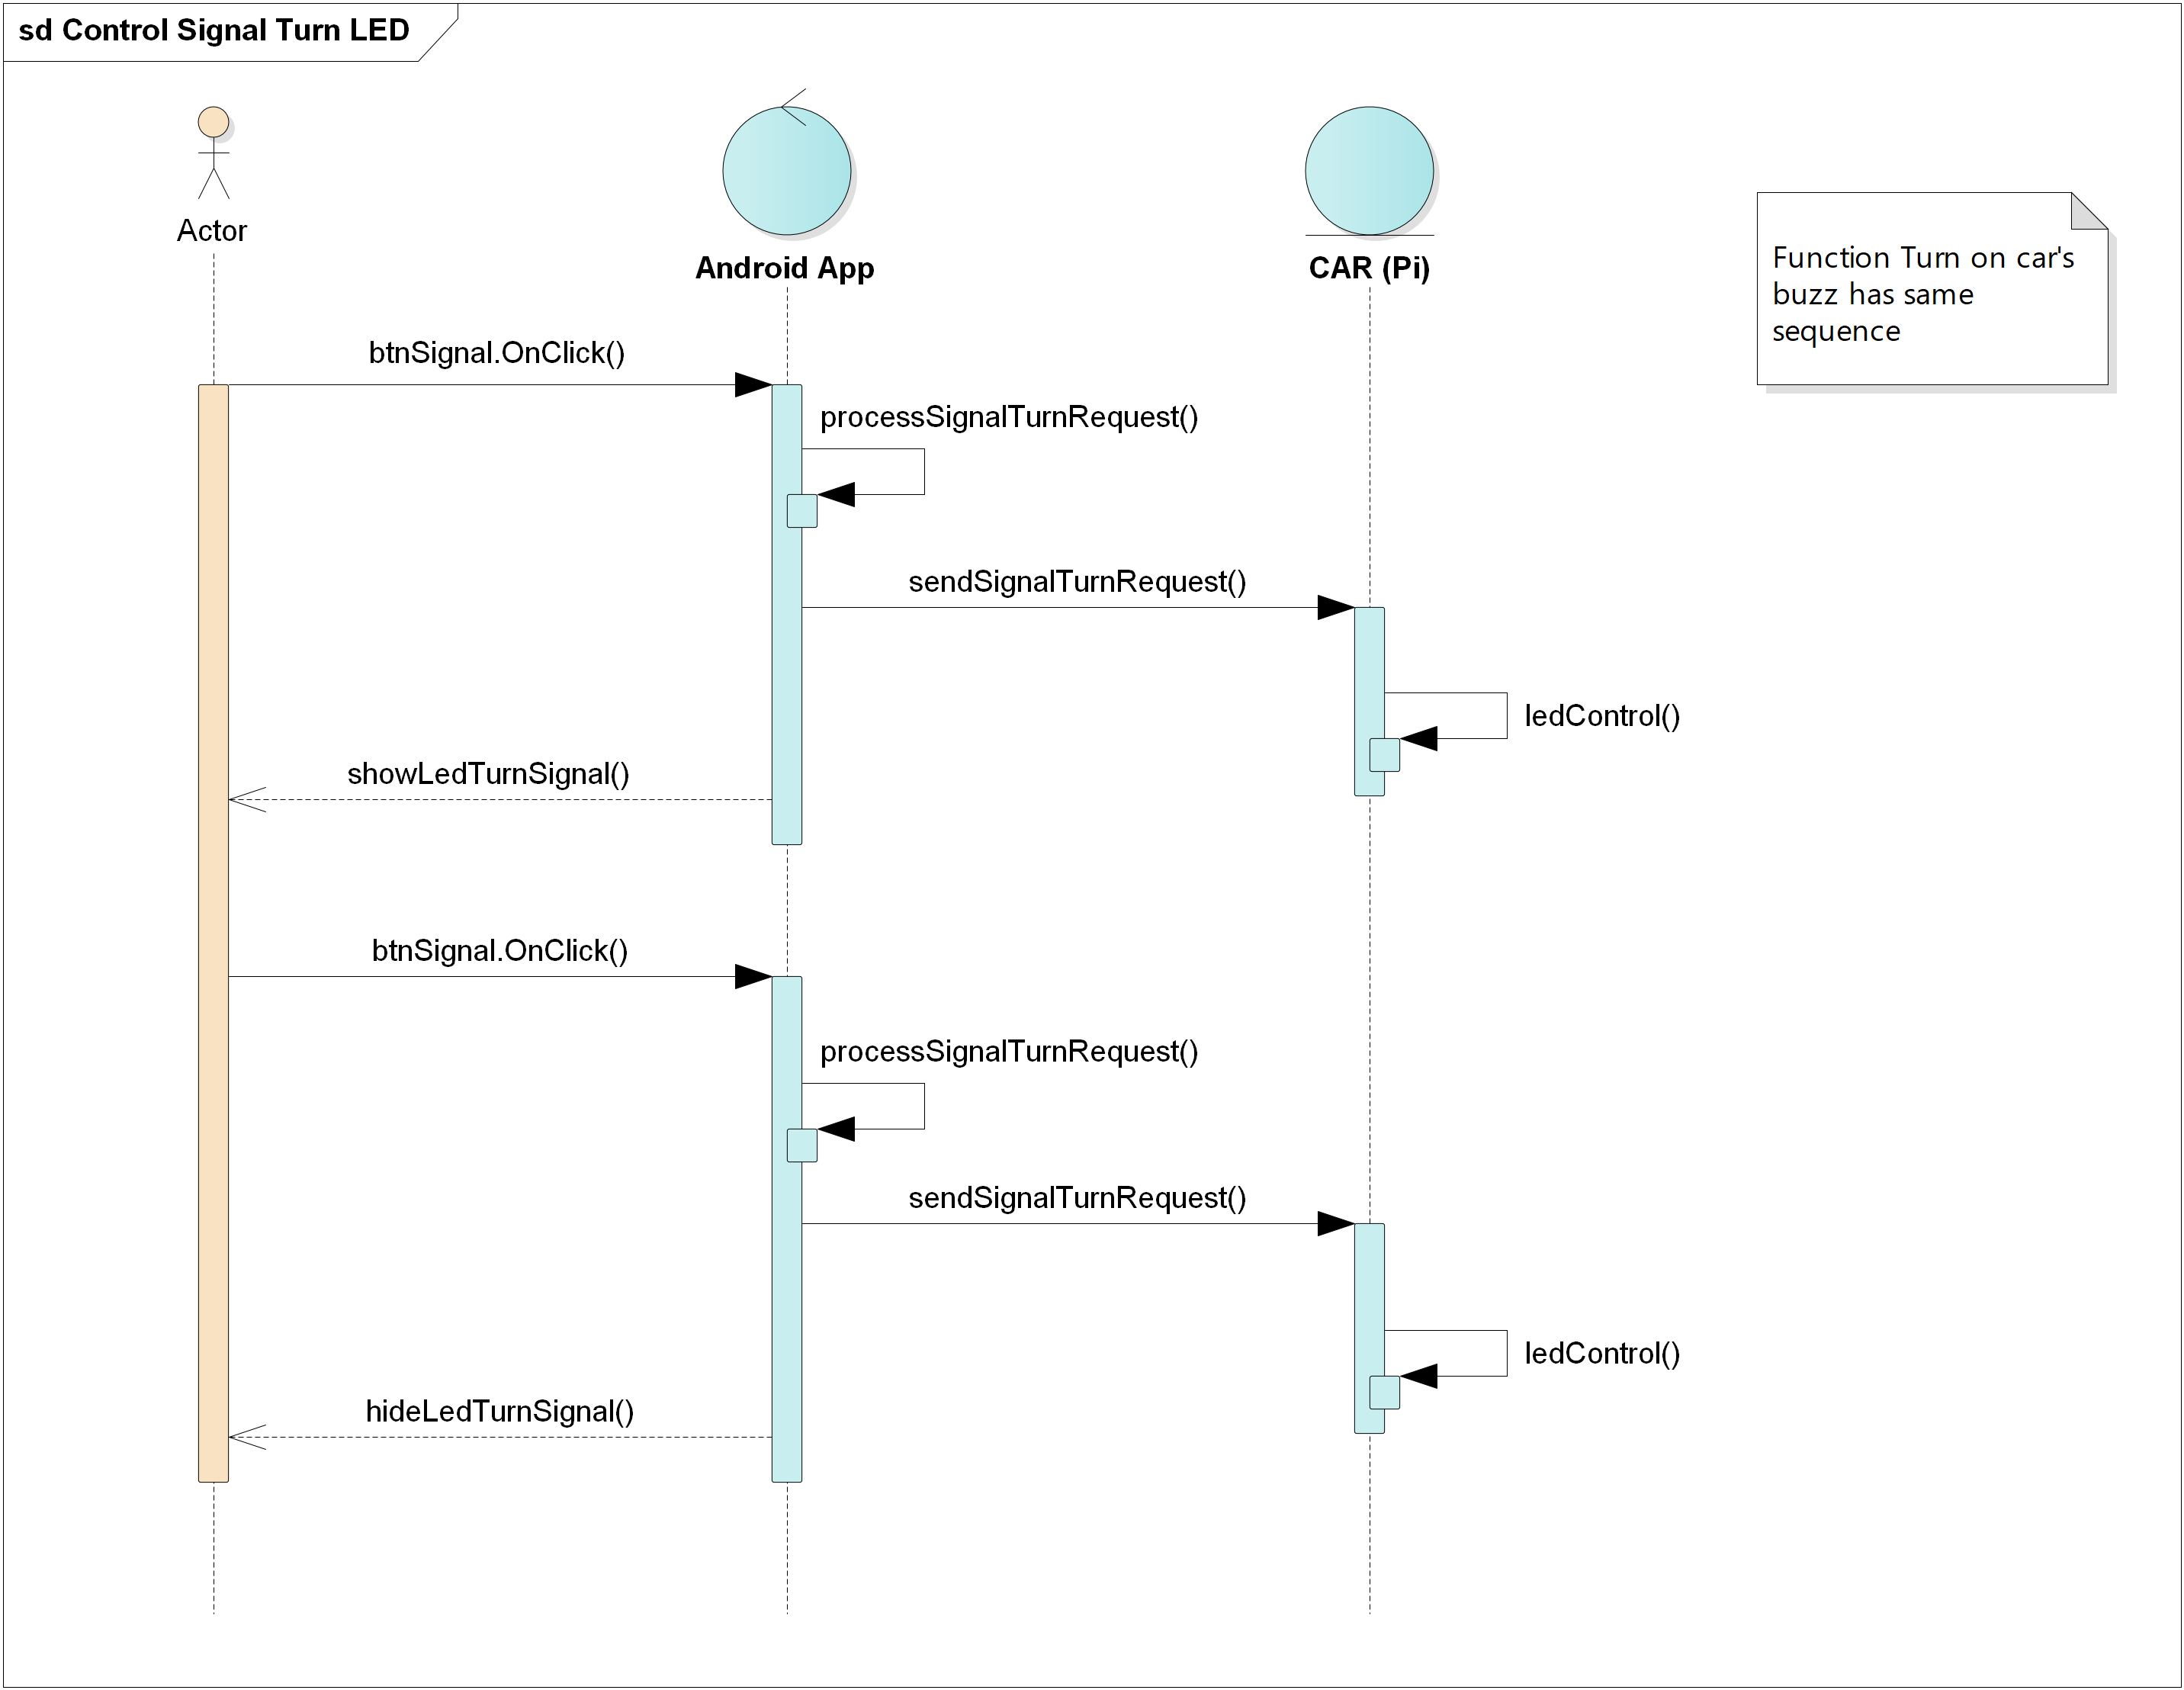 sd Control Signal Turn LED
Actor
Android App
CAR (Pi)
Function Turn on car's
buzz has same
sequence
btnSignal.OnClick()
processSignalTurnRequest()
sendSignalTurnRequest()
ledControl()
showLedTurnSignal()
btnSignal.OnClick()
processSignalTurnRequest()
sendSignalTurnRequest()
ledControl()
hideLedTurnSignal()